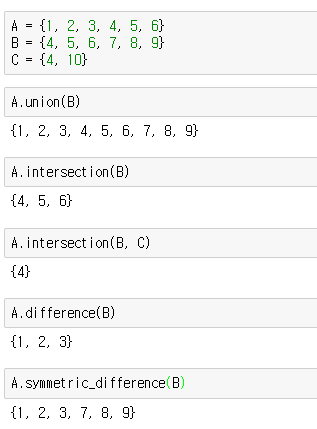 A = {1, 2, 3, 4, 5, 6}
B = {4, 5, 6, 7, 8, 9}
C = {4, 10}
A.union(B)
{1, 2, 3, 4, 5, 6, 7, 8, 9}
A.intersection(B)
{4, 5, 6}
A.intersection(B, C)
{4}
A.difference(B)
{1, 2, 3}
A.symmetric_difference(B)
{1, 2, 3, 7, 8, 9}